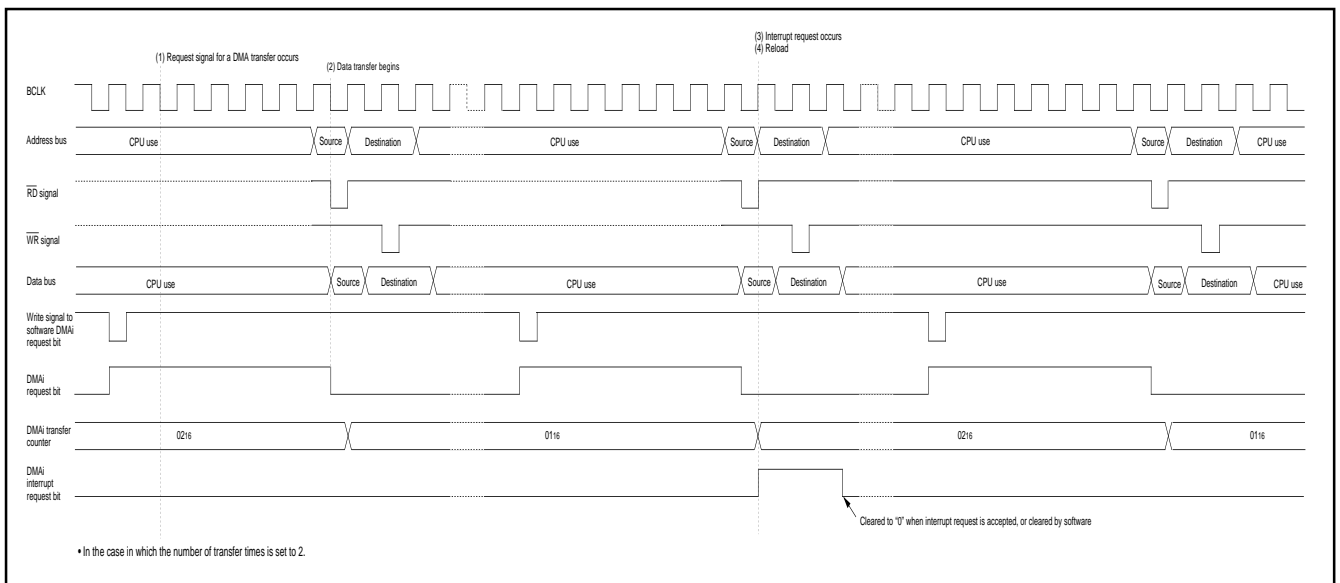 (3) Interrupt request occurs
(4) Reload
(1) Request signal for a DMA transfer occurs
(2) Data transfer begins
BCLK
Address bus
CPU use
Source
Destination
CPU use
Source
Destination
CPU use
Source
Destination
CPU use
RD signal
WR signal
Data bus
CPU use
Source
Destination
CPU use
Source
Destination
CPU use
Source
Destination
CPU use
Write signal to
software DMAi
request bit
DMAi
request bit
DMAi transfer
counter
0216
0116
0216
0116
DMAi
interrupt
request bit
Cleared to “0” when interrupt request is accepted, or cleared by software
• In the case in which the number of transfer times is set to 2.